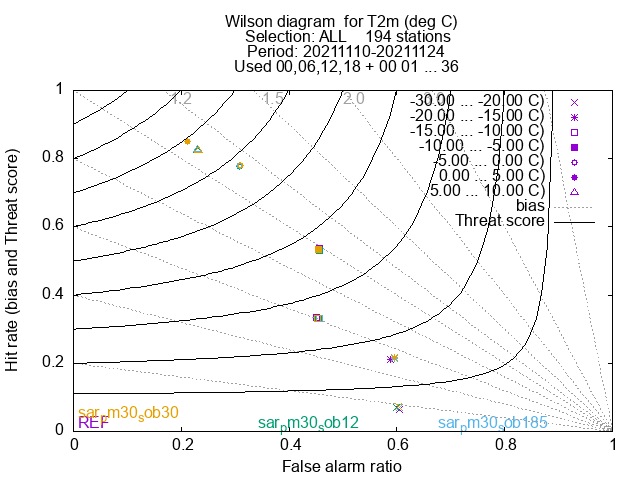 Wilson diagram  for T2m (deg C)
Selection: ALL    194 stations
Period: 20211110-20211124
Used 00,06,12,18 + 00 01 ... 36
1 1.2 1.5 2.0
-30.00 ... -20.00 C)
-20.00 ... -15.00 C)
-15.00 ... -10.00 C)
-10.00 ... -5.00 C)
-5.00 ... 0.00 C)
0.00 ... 5.00 C)
5.00 ... 10.00 C)
bias
Threat score
0.8
0.6
0.4
0.2
0
Hit rate (bias and Threat score)
sar_pm30_sob30
REF sar_pm30_sob12 sar_pm30_sob185
0 0.2 0.4 0.6 0.8 1
False alarm ratio